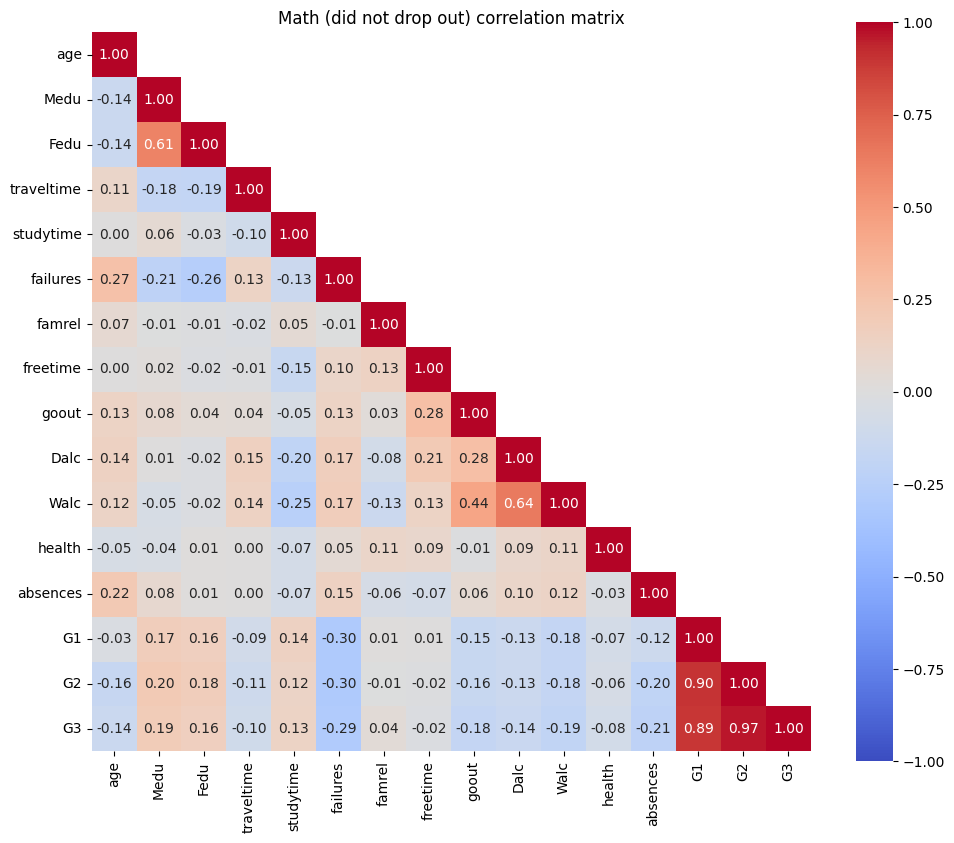 Math (did not drop out) correlation matrix
age 1.00
Medu -0.14 1.00
Fedu -0.14 0.61 1.00
traveltime 0.11 -0.18 -0.19 1.00
studytime 0.00 0.06 -0.03 -0.10 1.00
failures 0.27 -0.21 -0.26 0.13 -0.13 1.00
famrel 0.07 -0.01 -0.01 -0.02 0.05 -0.01 1.00
freetime 0.00 0.02 -0.02 -0.01 -0.15 0.10 0.13 1.00
goout 0.13 0.08 0.04 0.04 -0.05 0.13 0.03 0.28 1.00
Dalc 0.14 0.01 -0.02 0.15 -0.20 0.17 -0.08 0.21 0.28 1.00
Walc 0.12 -0.05 -0.02 0.14 -0.25 0.17 -0.13 0.13 0.44 0.64 1.00
health -0.05 -0.04 0.01 0.00 -0.07 0.05 0.11 0.09 -0.01 0.09 0.11 1.00
absences 0.22 0.08 0.01 0.00 -0.07 0.15 -0.06 -0.07 0.06 0.10 0.12 -0.03 1.00
G1 -0.03 0.17 0.16 -0.09 0.14 -0.30 0.01 0.01 -0.15 -0.13 -0.18 -0.07 -0.12 1.00
G2 -0.16 0.20 0.18 -0.11 0.12 -0.30 -0.01 -0.02 -0.16 -0.13 -0.18 -0.06 -0.20 0.90 1.00
G3 -0.14 0.19 0.16 -0.10 0.13 -0.29 0.04 -0.02 -0.18 -0.14 -0.19 -0.08 -0.21 0.89 0.97 1.00
age Medu Fedu traveltime studytime failures famrel freetime goout Dalc Walc health absences G1 G2 G3
1.00
0.75
0.50
0.25
0.00
−0.25
−0.50
−0.75
−1.00